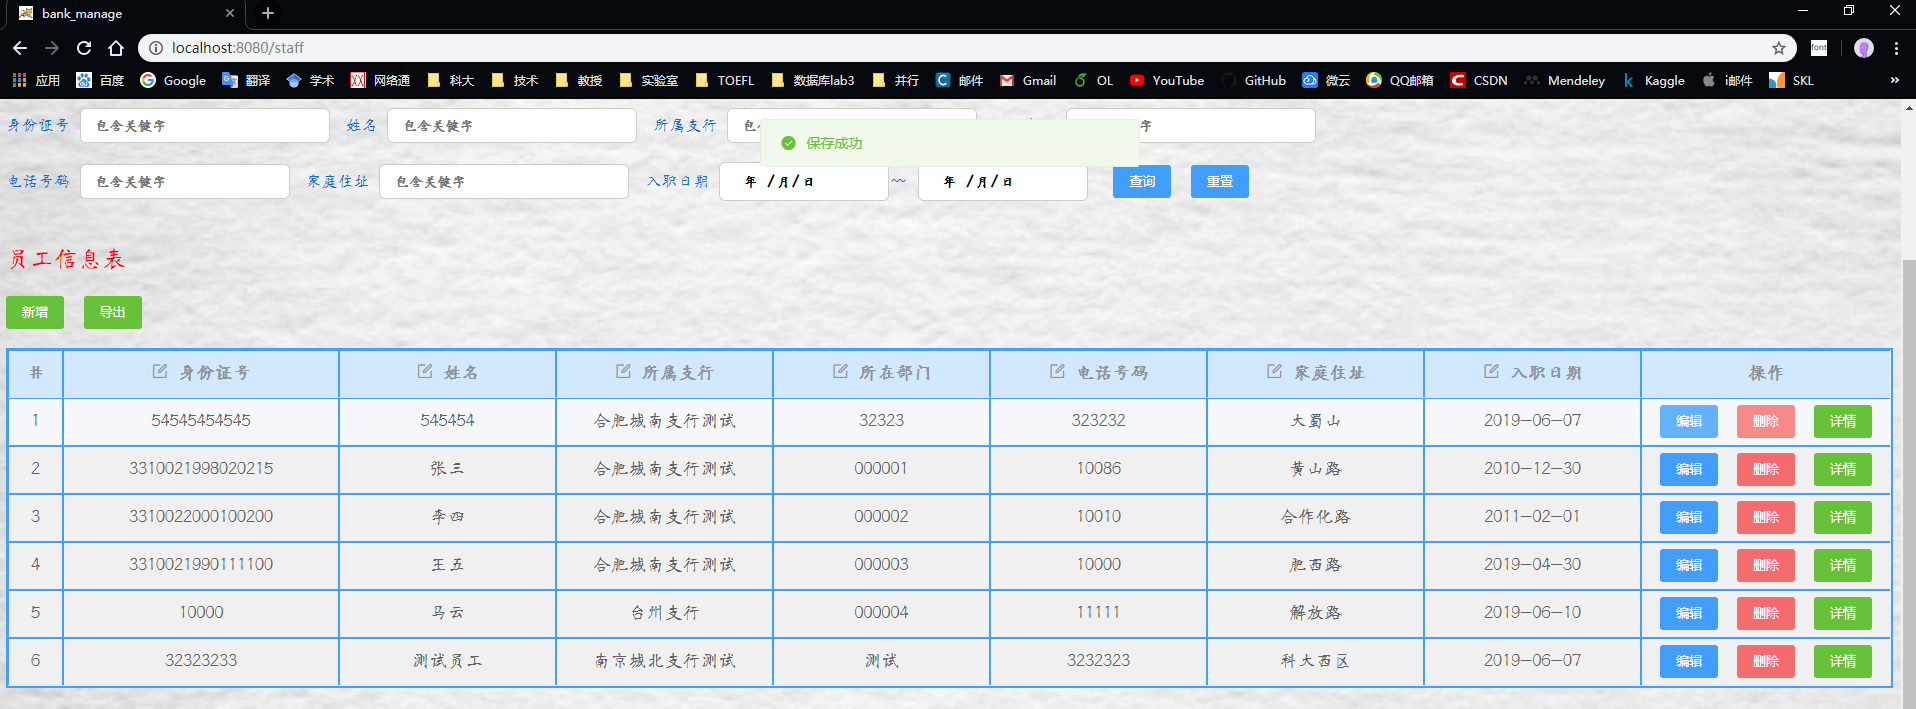 bank_manage
localhost:8080/staff
应用 百度 Google 翻译 学术 网络通 科大 技术 教授 实验室 TOEFL 数据库lab3 并行 邮件 Gmail OL YouTube GitHub 微云 QQ邮箱 CSDN Mendeley Kaggle i邮件 SKL »
身份证号 包含关键字 姓名 包含关键字 所属支行 包 字
保存成功
电话号码 包含关键字 家庭住址 包含关键字 入职日期 年 /月/日 ~~ 年 /月/日 查询 重置
员工信息表
新增 导出
# 身份证号 姓名 所属支行 所在部门 电话号码 家庭住址 入职日期 操作
1 54545454545 545454 合肥城南支行测试 32323 323232 大蜀山 2019-06-07 编辑 删除 详情
2 3310021998020215 张三 合肥城南支行测试 000001 10086 黄山路 2010-12-30 编辑 删除 详情
3 3310022000100200 李四 合肥城南支行测试 000002 10010 合作化路 2011-02-01 编辑 删除 详情
4 3310021990111100 王五 合肥城南支行测试 000003 10000 肥西路 2019-04-30 编辑 删除 详情
5 10000 马云 台州支行 000004 11111 解放路 2019-06-10 编辑 删除 详情
6 32323233 测试员工 南京城北支行测试 测试 3232323 科大西区 2019-06-07 编辑 删除 详情